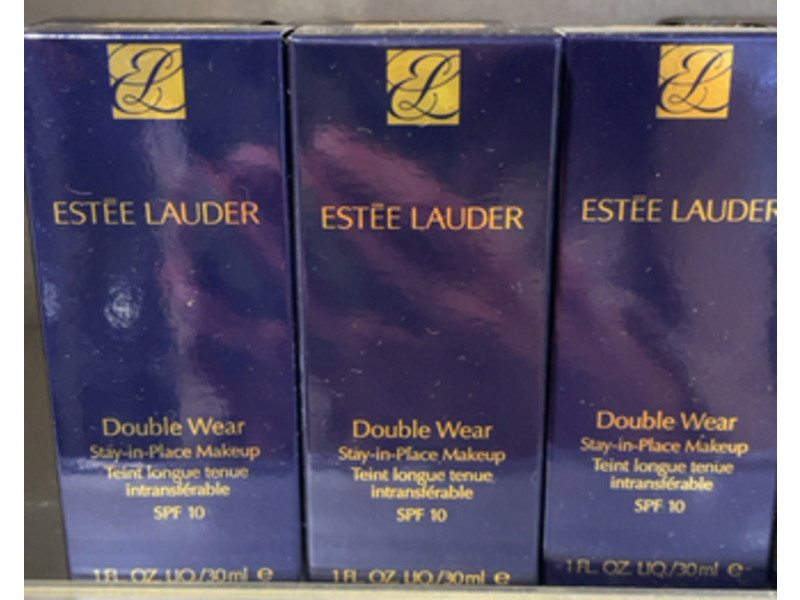 EL
ESTĒE LAUDER
Double Wear
Stay-in-Place Makeup
Teint longue tenue
intransférable
SPF 10
1 FL. OZ. LIQ./30ml ℮
EL
ESTĒE LAUDER
Double Wear
Stay-in-Place Makeup
Teint longue tenue
intransférable
SPF 10
1 FL. OZ. LIQ./30ml ℮
EL
ESTĒE LAUDER
Double Wear
Stay-in-Place Makeup
Teint longue tenue
intransférable
SPF 10
1 FL. OZ. LIQ./30ml ℮